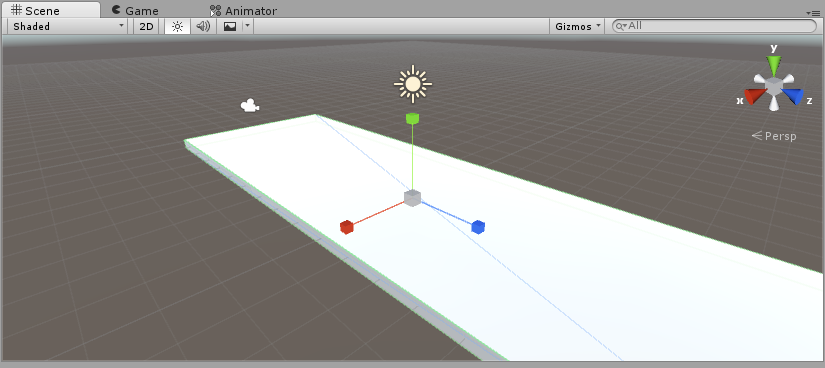 Scene Game Animator
Shaded 2D Gizmos All
y
x z
Persp